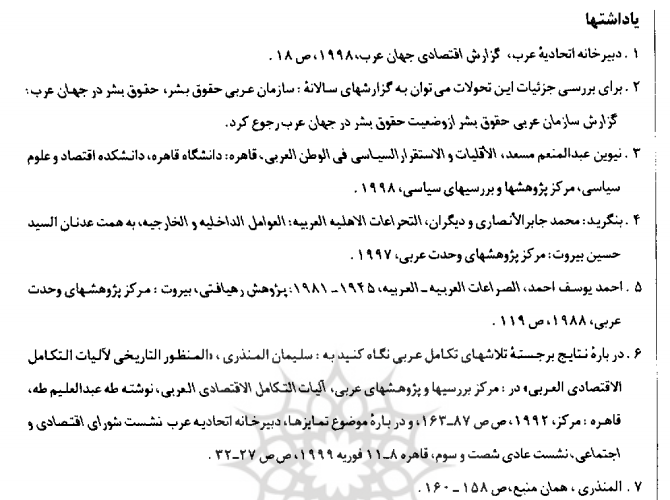 یاداشتها
۱ . دبیرخانه اتحادیهٔ عرب، گزارش اقتصادی جهان عرب، ۱۹۹۸، ص ۱۸ .
۲ . برای بررسی جزئیات این تحولات می توان به گزارشهای سالانهٔ : سازمان عربی حقوق بشر، حقوق بشر در جهان عرب:
گزارش سازمان عربی حقوق بشر ازوضعیت حقوق بشر در جهان عرب رجوع کرد.
۳ . نیوین عبدالمنعم مسعد، الأقلیات و الاستقرار السیاسی فی الوطن العربی، قاهره: دانشگاه قاهره، دانشکده اقتصاد و علوم
سیاسی، مرکز پژوهشها و بررسیهای سیاسی، ۱۹۹۸ .
۴ . بنگرید: محمد جابر الأنصاری و دیگران، النحراعات الاهلیه العربیه: العوامل الداخلیه و الخارجیه، به همت عدنان السید
حسین بیروت: مرکز پژوهشهای وحدت عربی، ۱۹۹۷ .
۵ . احمد یوسف احمد، الصراعات العربیه ـ العربیه، ۱۹۴۵ ـ ۱۹۸۱: پژوهش رهیافتی، بیروت : مرکز پژوهشهای وحدت
عربی، ۱۹۸۸، ص ۱۱۹ .
۶ . در بارهٔ نتایج برجستهٔ تلاشهای تکامل عربی نگاه کنید به : سلیمان المنذری ، «المنظور التاریخی لآلیات التکامل
الاقتصادی العربی» در : مرکز بررسیها و پژوهشهای عربی، آلیات التکامل الاقتصادی العربی، نوشته طه عبدالعلیم طه،
قاهره : مرکز، ۱۹۹۲، ص ص ۸۷ـ۱۶۳، و در بارهٔ موضوع تمایزها، دبیرخانه اتحادیه عرب نشست شورای اقتصادی و
اجتماعی، نشست عادی شصت و سوم، قاهره ۸ـ۱۱ فوریه ۱۹۹۹، ص ص ۲۷ـ۳۲ .
۷ . المنذری ، همان منبع، ص ۱۵۸ ـ ۱۶۰ .